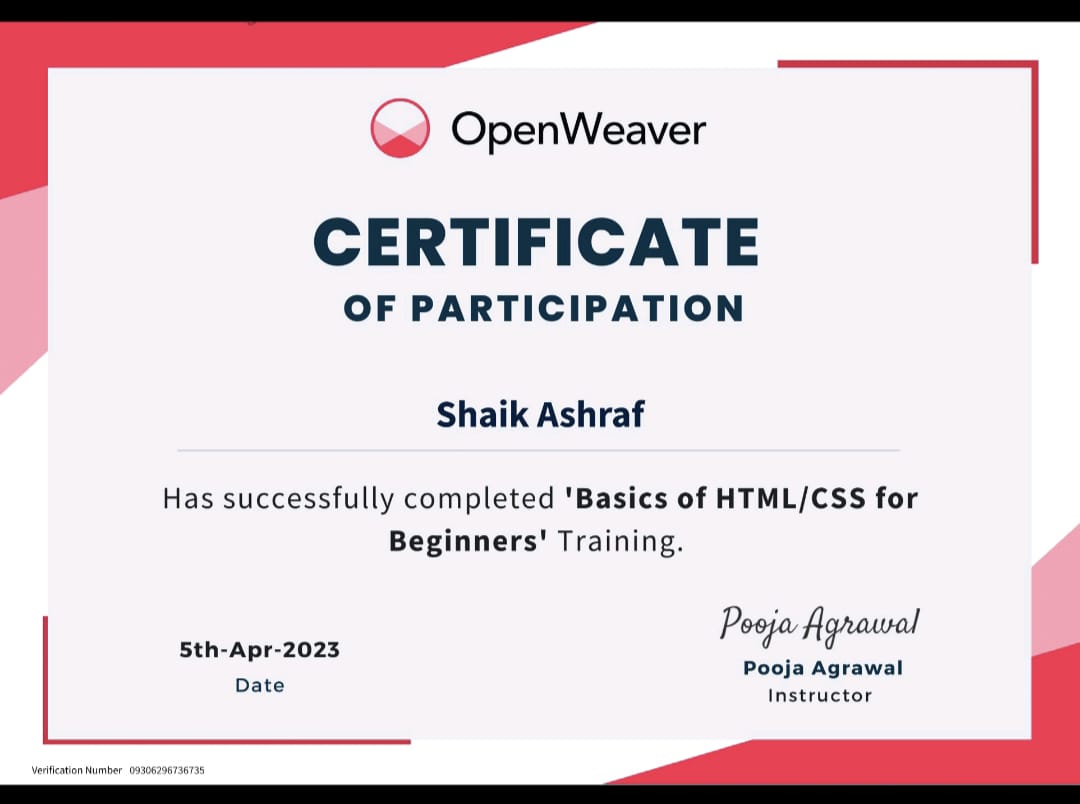 OpenWeaver
CERTIFICATE
OF PARTICIPATION
Shaik Ashraf
Has successfully completed 'Basics of HTML/CSS for
Beginners' Training.
5th-Apr-2023
Date
Pooja Agrawal
Pooja Agrawal
Instructor
Verification Number 09306296736735